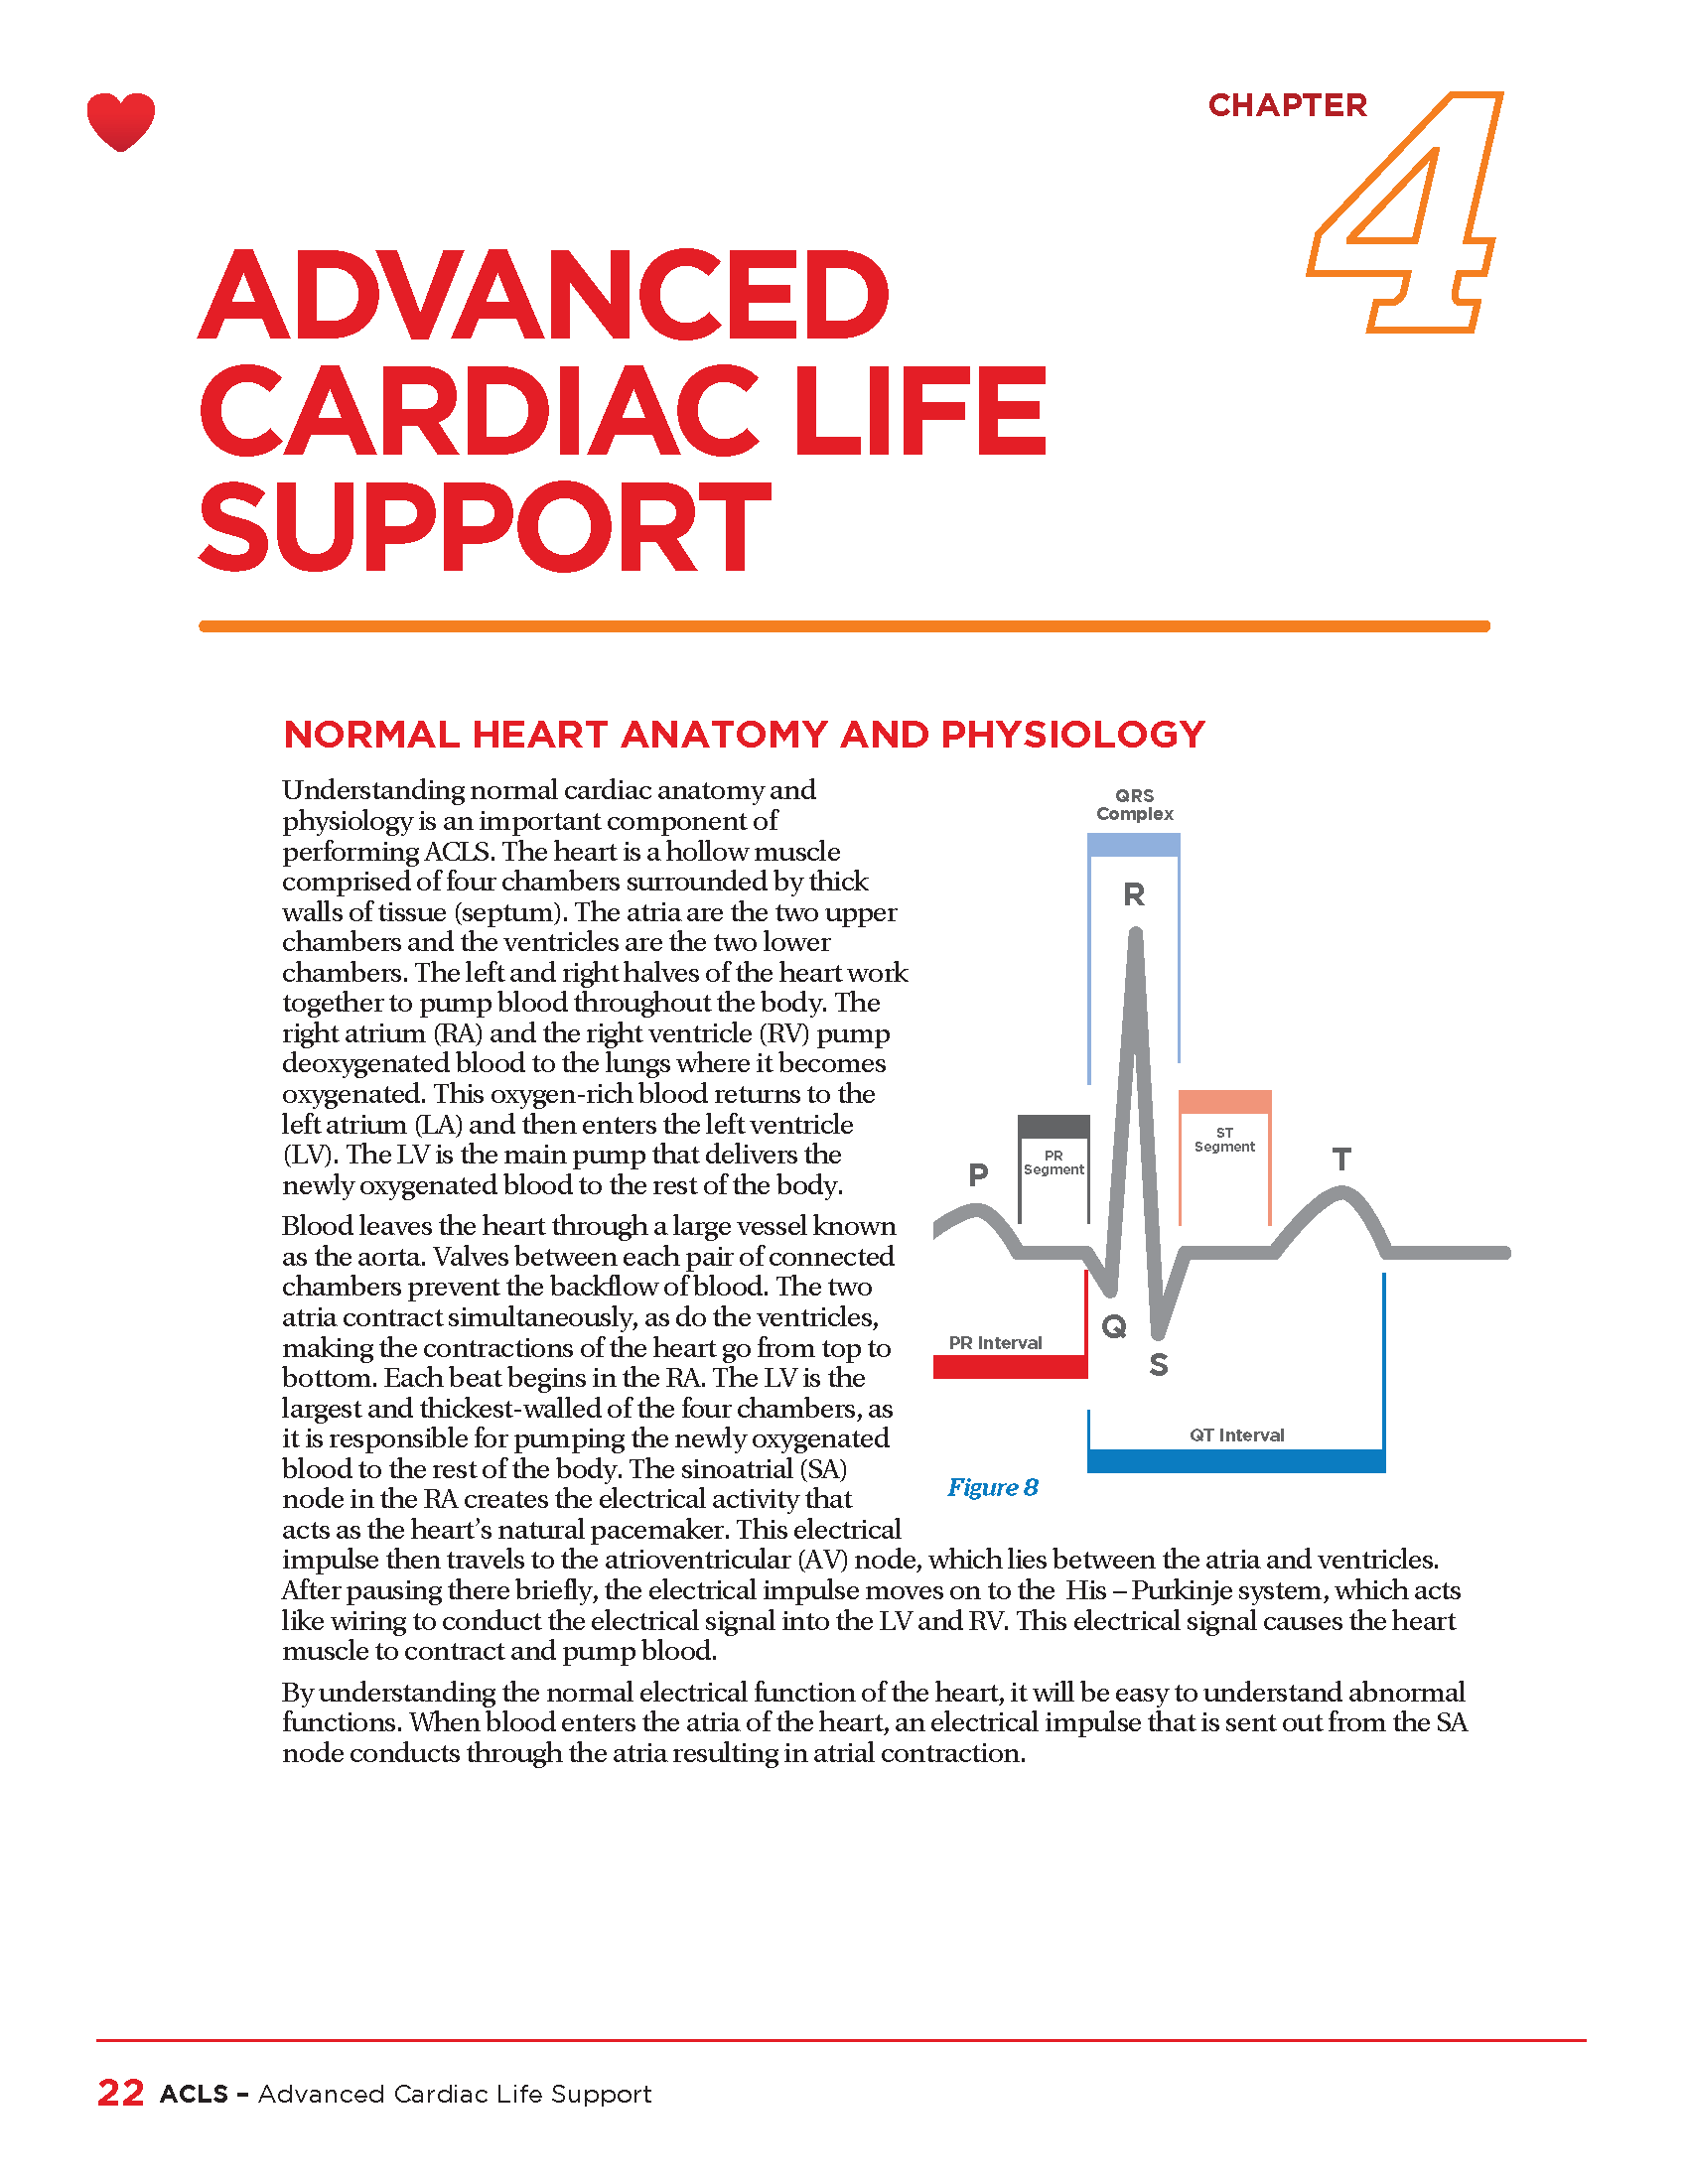 CHAPTER 4
ADVANCED
CARDIAC LIFE
SUPPORT
NORMAL HEART ANATOMY AND PHYSIOLOGY
Understanding normal cardiac anatomy and
physiology is an important component of
performing ACLS. The heart is a hollow muscle
comprised of four chambers surrounded by thick
walls of tissue (septum). The atria are the two upper
chambers and the ventricles are the two lower
chambers. The left and right halves of the heart work
together to pump blood throughout the body. The
right atrium (RA) and the right ventricle (RV) pump
deoxygenated blood to the lungs where it becomes
oxygenated. This oxygen-rich blood returns to the
left atrium (LA) and then enters the left ventricle
(LV). The LV is the main pump that delivers the
newly oxygenated blood to the rest of the body.
Blood leaves the heart through a large vessel known
as the aorta. Valves between each pair of connected
chambers prevent the backflow of blood. The two
atria contract simultaneously, as do the ventricles,
making the contractions of the heart go from top to
bottom. Each beat begins in the RA. The LV is the
largest and thickest-walled of the four chambers, as
it is responsible for pumping the newly oxygenated
blood to the rest of the body. The sinoatrial (SA)
node in the RA creates the electrical activity that
acts as the heart's natural pacemaker. This electrical
impulse then travels to the atrioventricular (AV) node, which lies between the atria and ventricles.
After pausing there briefly, the electrical impulse moves on to the His – Purkinje system, which acts
like wiring to conduct the electrical signal into the LV and RV. This electrical signal causes the heart
muscle to contract and pump blood.
By understanding the normal electrical function of the heart, it will be easy to understand abnormal
functions. When blood enters the atria of the heart, an electrical impulse that is sent out from the SA
node conducts through the atria resulting in atrial contraction.
QRS
Complex
R
P
PR
Segment
ST
Segment
T
Q
S
PR Interval
QT Interval
Figure 8
22 ACLS – Advanced Cardiac Life Support